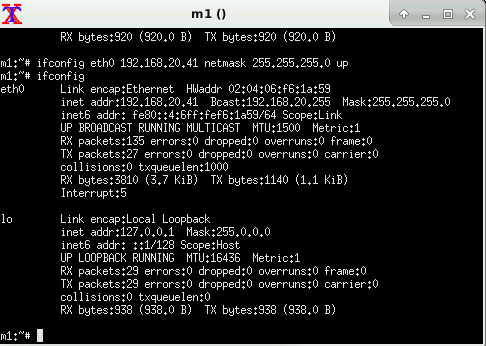 m1 ()
RX bytes:920 (920.0 B)  TX bytes:920 (920.0 B)
m1:~# ifconfig eth0 192.168.20.41 netmask 255.255.255.0 up
m1:~# ifconfig
eth0      Link encap:Ethernet  HWaddr 02:04:06:f6:1a:59
inet addr:192.168.20.41  Bcast:192.168.20.255  Mask:255.255.255.0
inet6 addr: fe80::4:6ff:fef6:1a59/64 Scope:Link
UP BROADCAST RUNNING MULTICAST  MTU:1500  Metric:1
RX packets:135 errors:0 dropped:0 overruns:0 frame:0
TX packets:27 errors:0 dropped:0 overruns:0 carrier:0
collisions:0 txqueuelen:1000
RX bytes:3810 (3.7 KiB)  TX bytes:1140 (1.1 KiB)
Interrupt:5
lo        Link encap:Local Loopback
inet addr:127.0.0.1  Mask:255.0.0.0
inet6 addr: ::1/128 Scope:Host
UP LOOPBACK RUNNING  MTU:16436  Metric:1
RX packets:29 errors:0 dropped:0 overruns:0 frame:0
TX packets:29 errors:0 dropped:0 overruns:0 carrier:0
collisions:0 txqueuelen:0
RX bytes:938 (938.0 B)  TX bytes:938 (938.0 B)
m1:~#